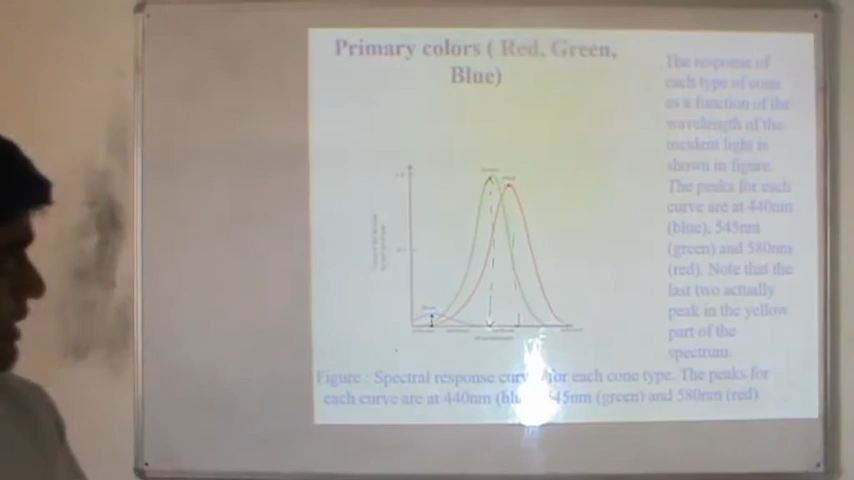 Primary colors ( Red, Green,
Blue)
The response of
each type of cone
as a function of the
wavelength of the
incident light is
shown in figure.
The peaks for each
curve are at 440nm
(blue), 545nm
(green) and 580nm
(red). Note that the
last two actually
peak in the yellow
part of the
spectrum.
Figure : Spectral response for each cone type. The peaks for
each curve are at 440nm (green) and 580nm (red)